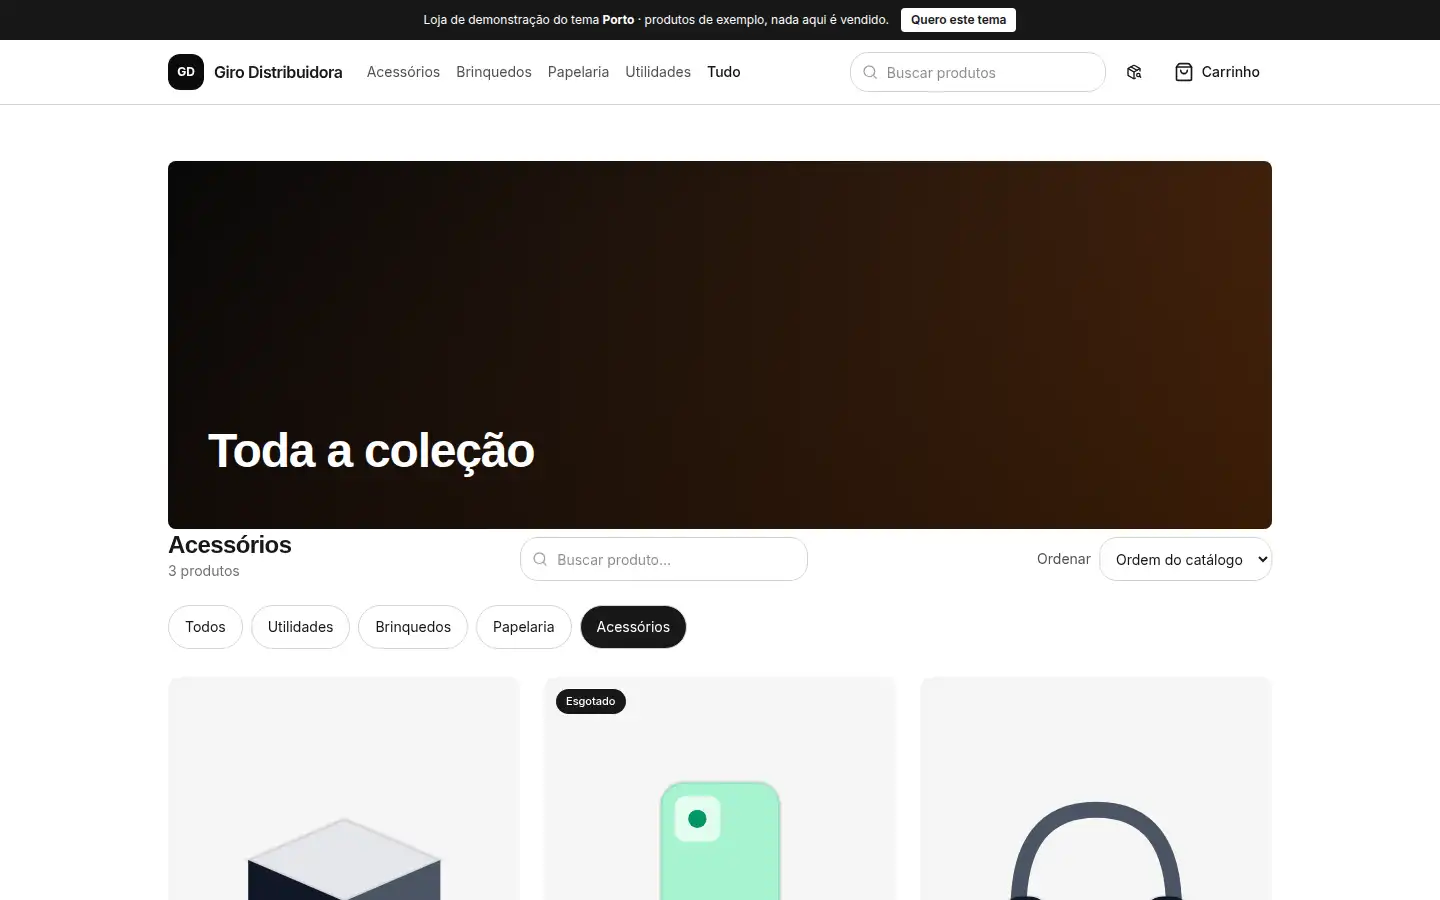 Loja de demonstração do tema Porto · produtos de exemplo, nada aqui é vendido. Quero este tema
GD Giro Distribuidora Acessórios Brinquedos Papelaria Utilidades Tudo Buscar produtos Carrinho
Toda a coleção
Acessórios
3 produtos
Buscar produto...
Ordenar Ordem do catálogo
Todos Utilidades Brinquedos Papelaria Acessórios
Esgotado